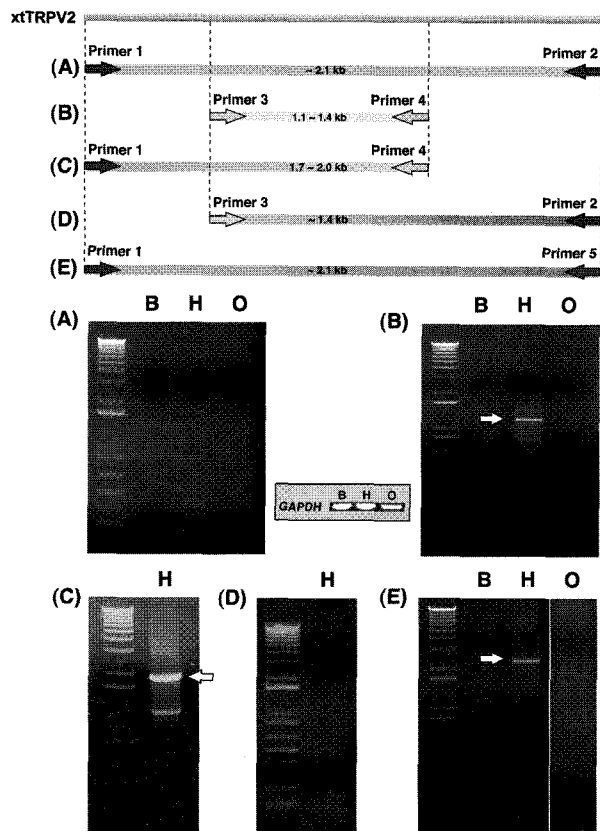 xtTRPV2
Primer 1 Primer 2
(A) ~ 2.1 kb
Primer 3 Primer 4
(B) 1.1 ~ 1.4 kb
Primer 1 Primer 4
(C) 1.7 ~ 2.0 kb
Primer 3 Primer 2
(D) ~ 1.4 kb
Primer 1 Primer 5
(E) ~ 2.1 kb
(A) B H O
(B) B H O
B H O
GAPDH
(C) H
(D) H
(E) B H O